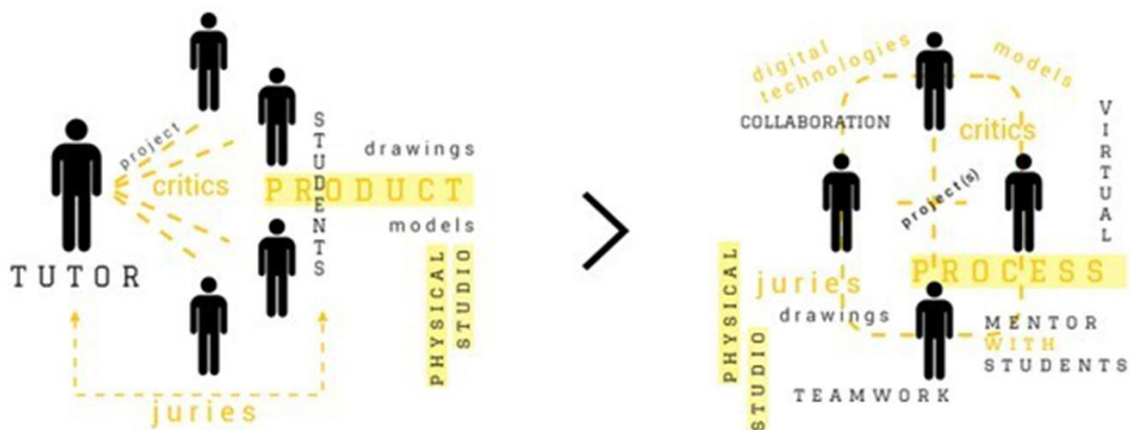 project
critics
STUDENTS
TUTOR
drawings
PRODUCT
models
PHYSICAL
STUDIO
juries
digital
technologies
models
COLLABORATION
critics
VIRTUAL
project(s)
PHYSICAL
STUDIO
PROCESS
juries
drawings
MENTOR
WITH
STUDENTS
TEAMWORK